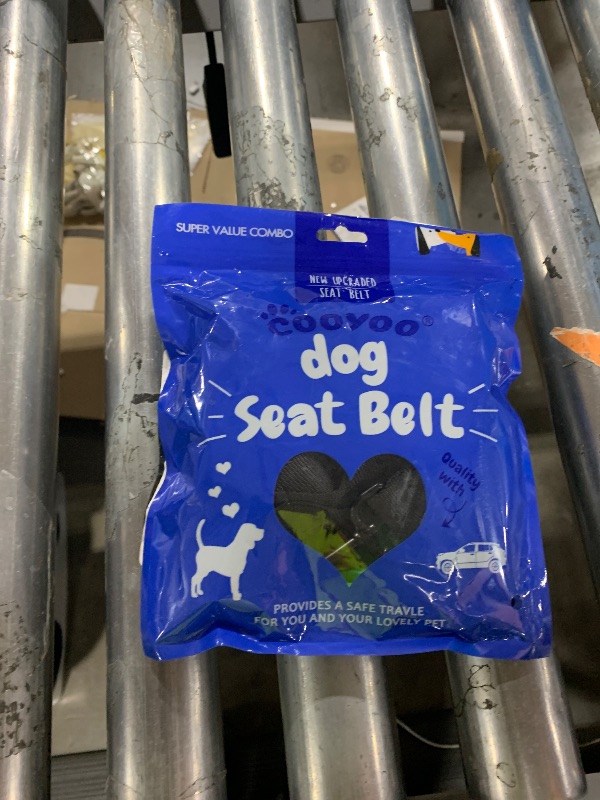 SUPER VALUE COMBO
NEW UPGRADED
SEAT BELT
COOYOO®
dog
Seat Belt
Quality
with
PROVIDES A SAFE TRAVLE
FOR YOU AND YOUR LOVELY PET